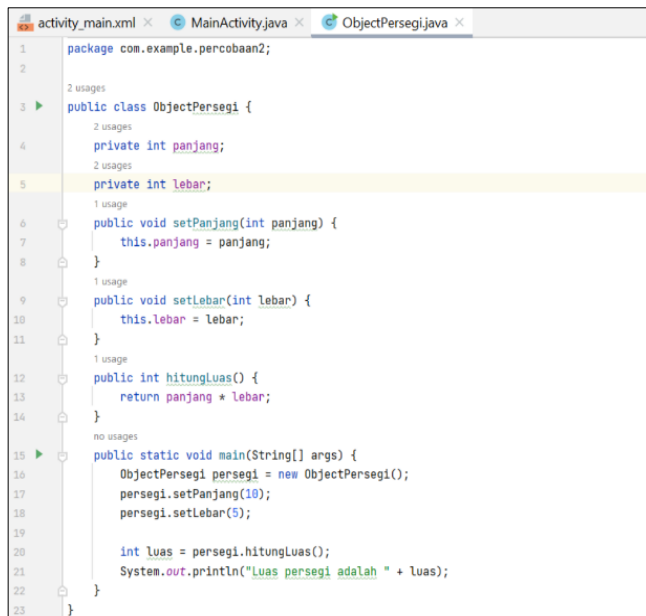 activity_main.xml × MainActivity.java × ObjectPersegi.java ×
1 package com.example.percobaan2;
2
2 usages
3 public class ObjectPersegi {
2 usages
4 private int panjang;
2 usages
5 private int lebar;
1 usage
6 public void setPanjang(int panjang) {
7 this.panjang = panjang;
8 }
1 usage
9 public void setLebar(int lebar) {
10 this.lebar = lebar;
11 }
1 usage
12 public int hitungLuas() {
13 return panjang * lebar;
14 }
no usages
15 public static void main(String[] args) {
16 ObjectPersegi persegi = new ObjectPersegi();
17 persegi.setPanjang(10);
18 persegi.setLebar(5);
19
20 int luas = persegi.hitungLuas();
21 System.out.println("Luas persegi adalah " + luas);
22 }
23 }